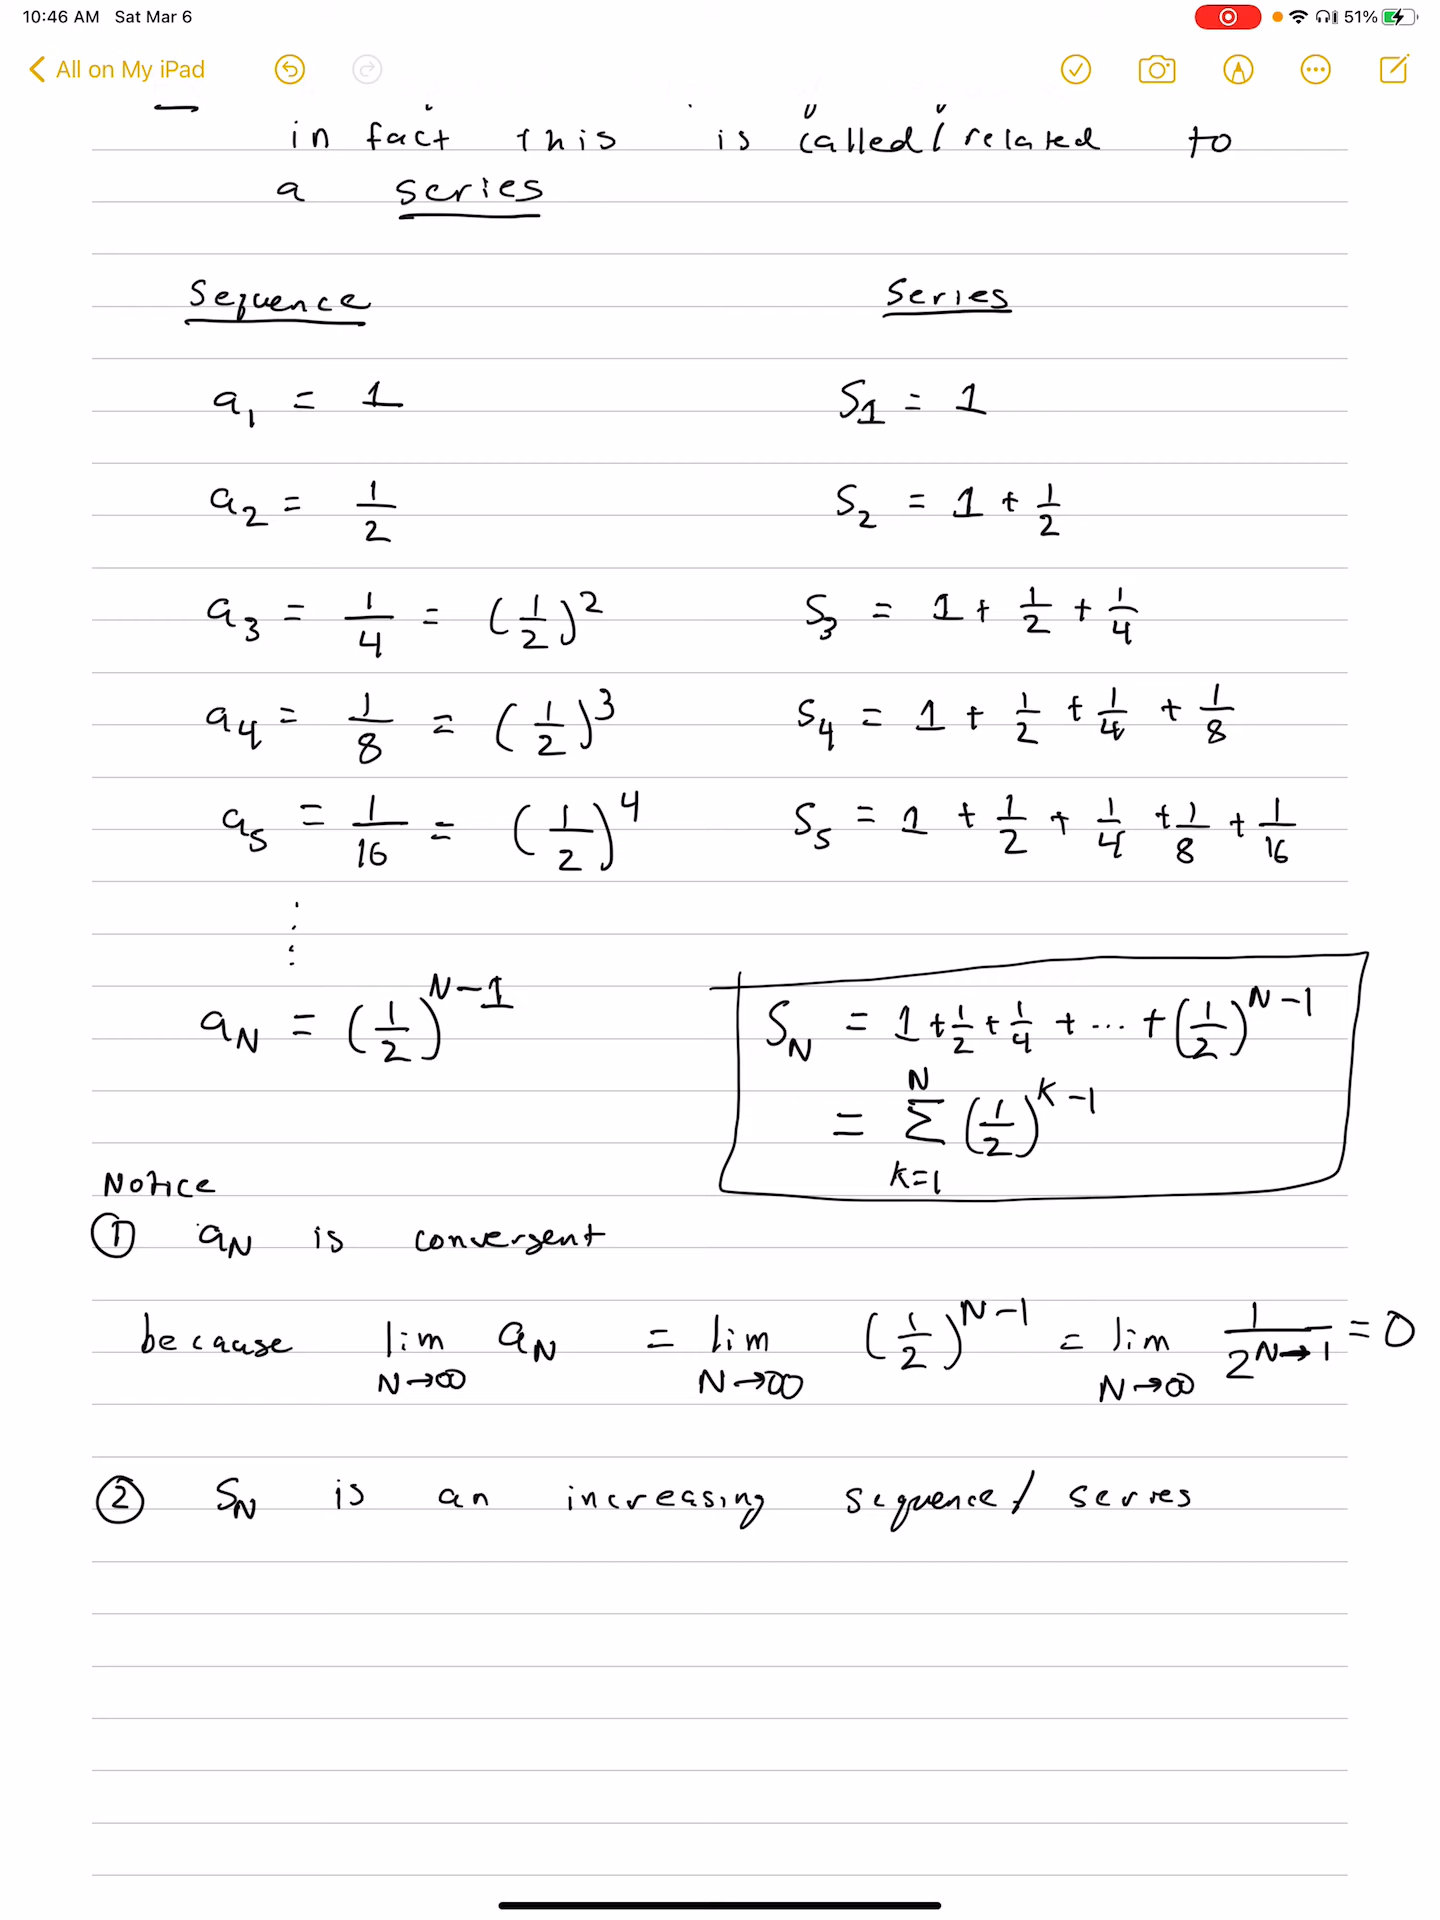 10:46 AM Sat Mar 6 51%
All on My iPad
in fact this is called/related to
a series
Sequence Series
a₁ = 1 S₁ = 1
a₂ = 1/2 S₂ = 1 + 1/2
a₃ = 1/4 = (1/2)² S₃ = 1 + 1/2 + 1/4
a₄ = 1/8 = (1/2)³ S₄ = 1 + 1/2 + 1/4 + 1/8
a₅ = 1/16 = (1/2)⁴ S₅ = 1 + 1/2 + 1/4 + 1/8 + 1/16
⋮
a_N = (1/2)^(N-1) S_N = 1 + 1/2 + 1/4 + ... + (1/2)^(N-1)
= Σ_(k=1)^N (1/2)^(k-1)
Notice
① a_N is convergent
because lim_(N→∞) a_N = lim_(N→∞) (1/2)^(N-1) = lim_(N→∞) 1/2^(N-1) = 0
② S_N is an increasing sequence/series